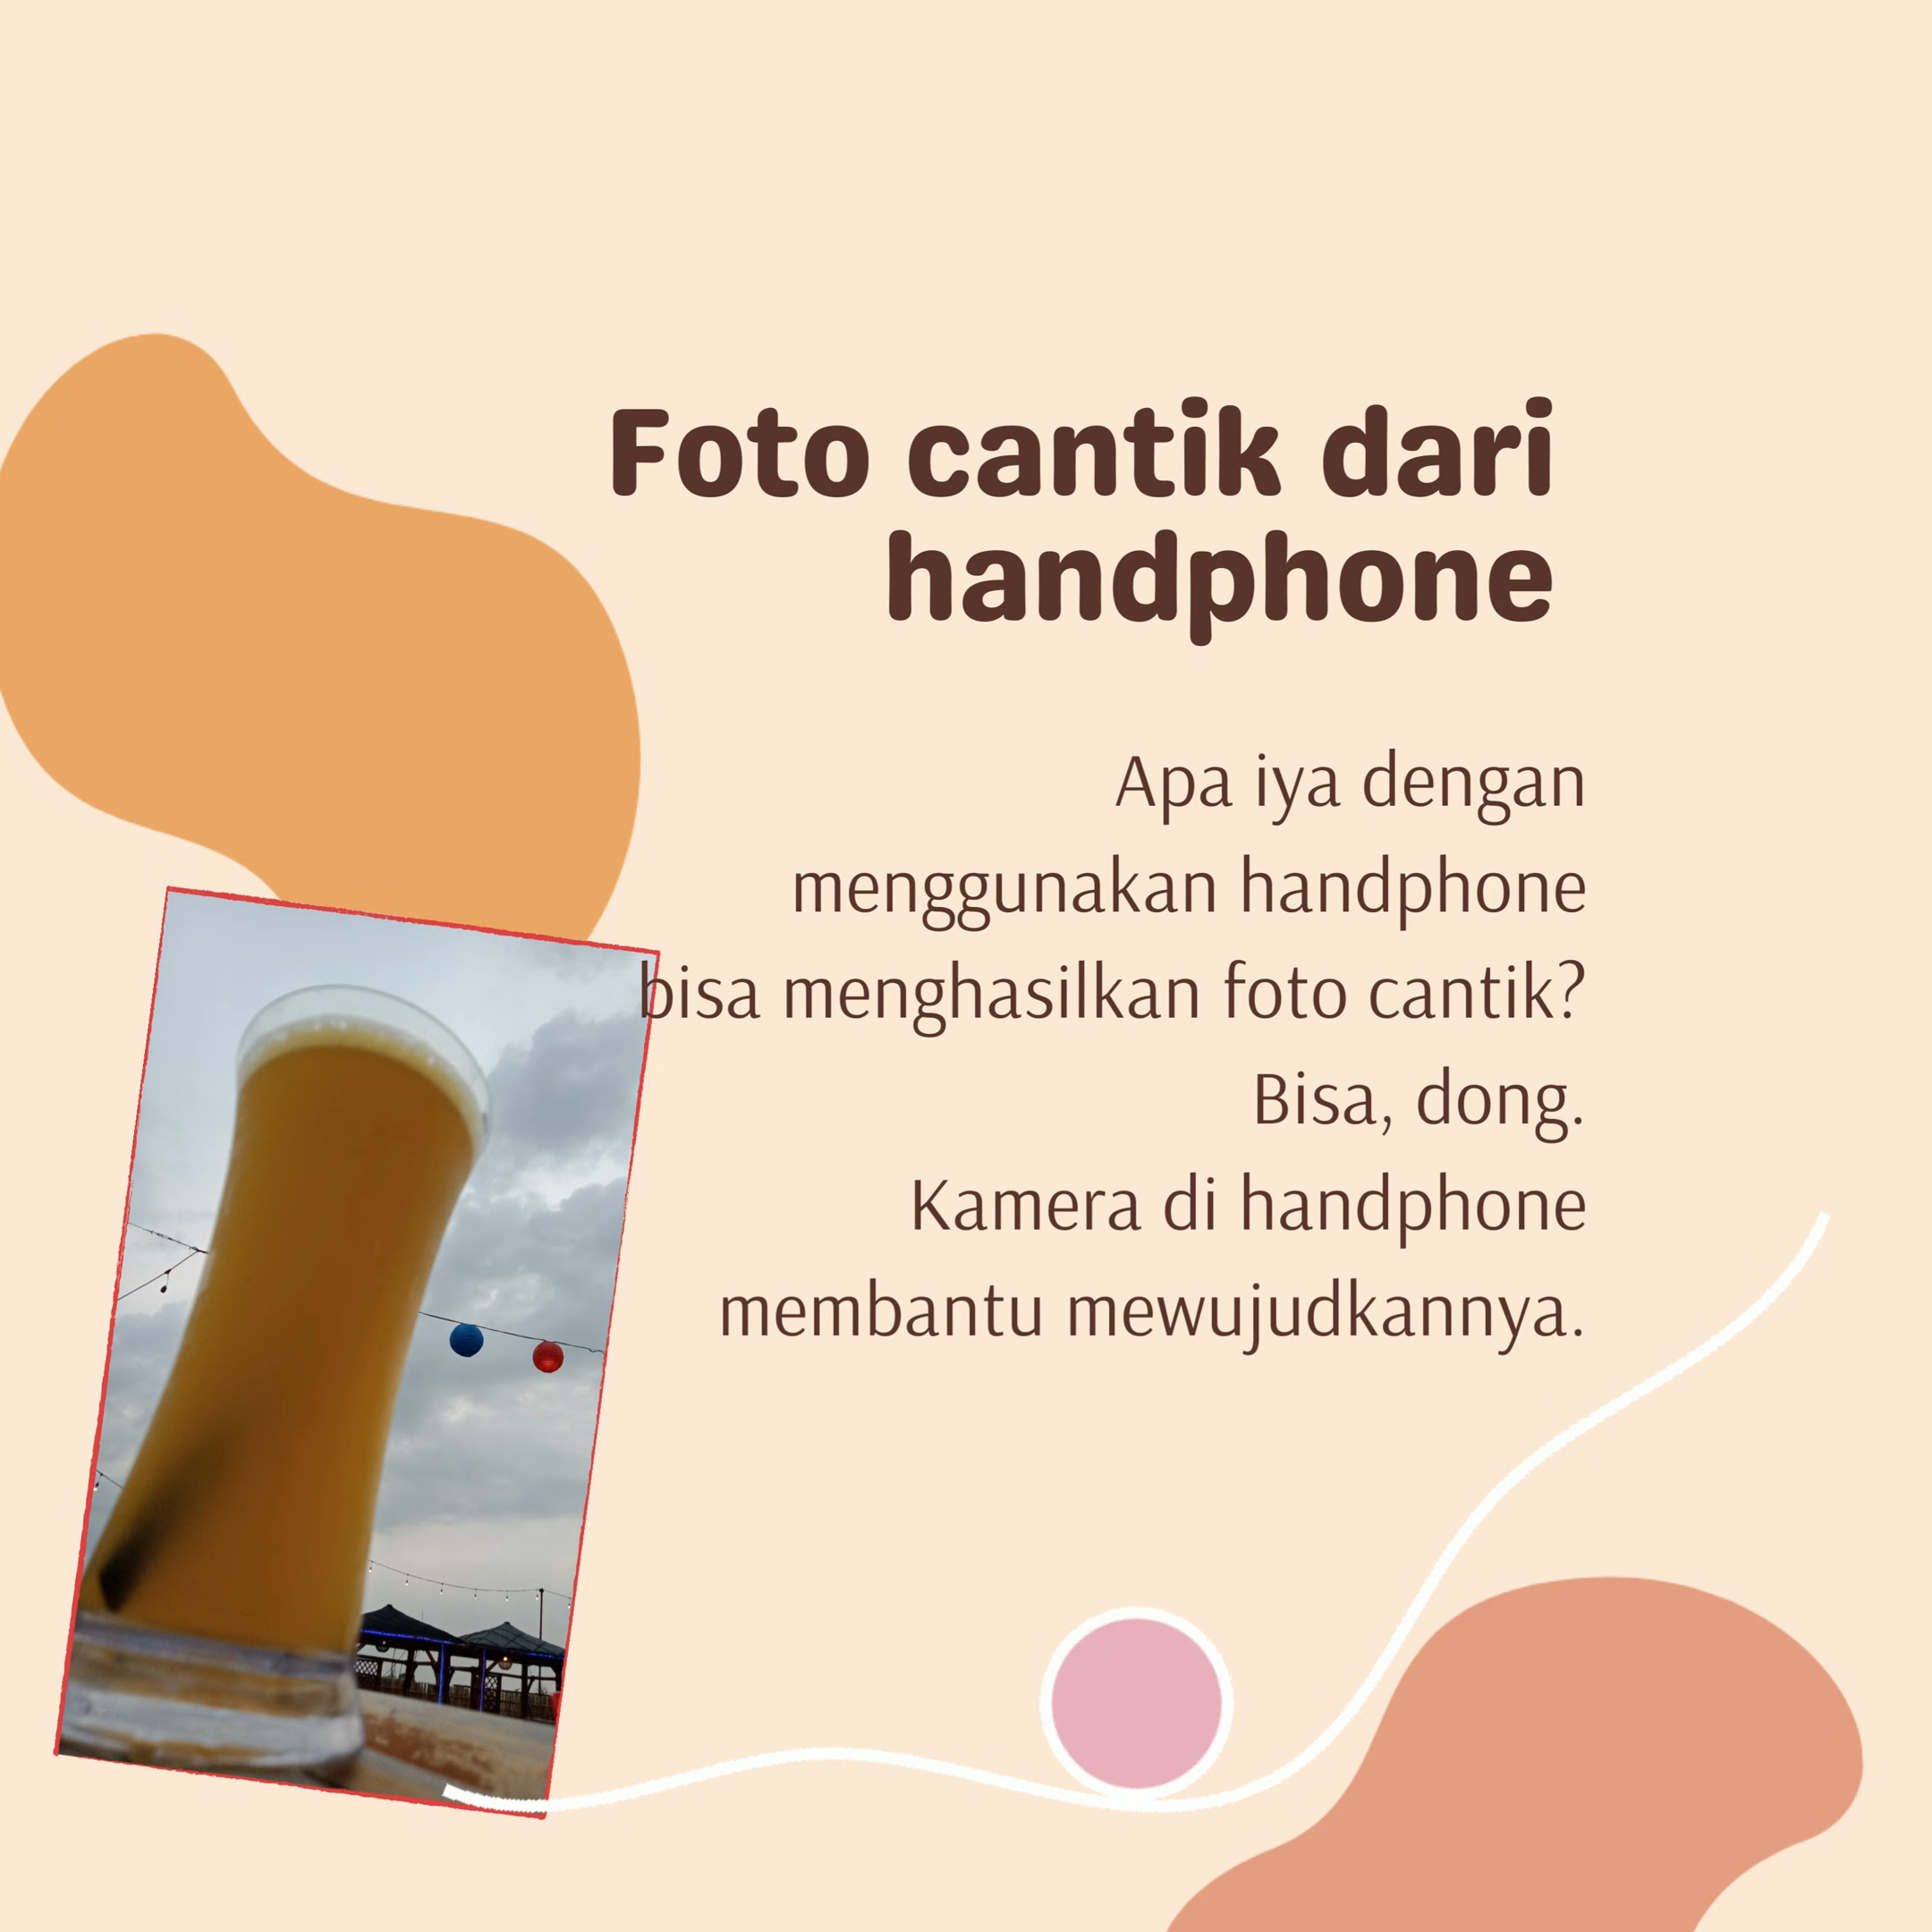 Foto cantik dari
handphone
Apa iya dengan
menggunakan handphone
bisa menghasilkan foto cantik?
Bisa, dong.
Kamera di handphone
membantu mewujudkannya.